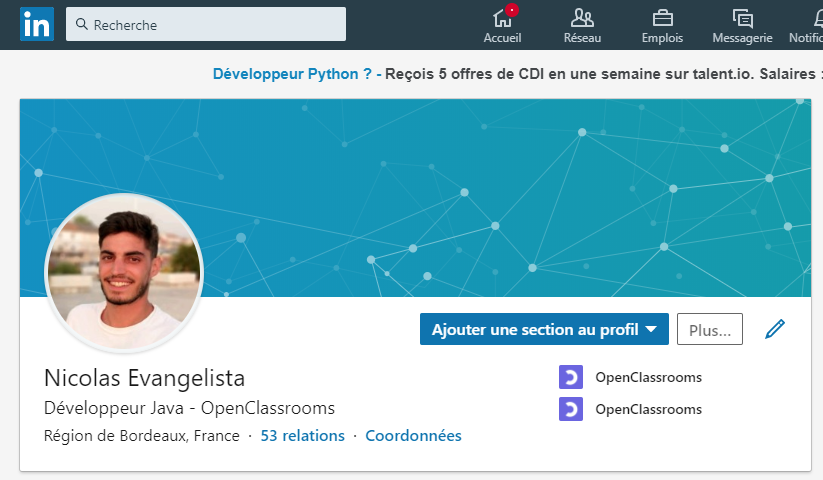 in Recherche
Accueil Réseau Emplois Messagerie
Développeur Python ? - Reçois 5 offres de CDI en une semaine sur talent.io. Salaires :
Ajouter une section au profil Plus...
Nicolas Evangelista
Développeur Java - OpenClassrooms
Région de Bordeaux, France · 53 relations · Coordonnées
OpenClassrooms
OpenClassrooms